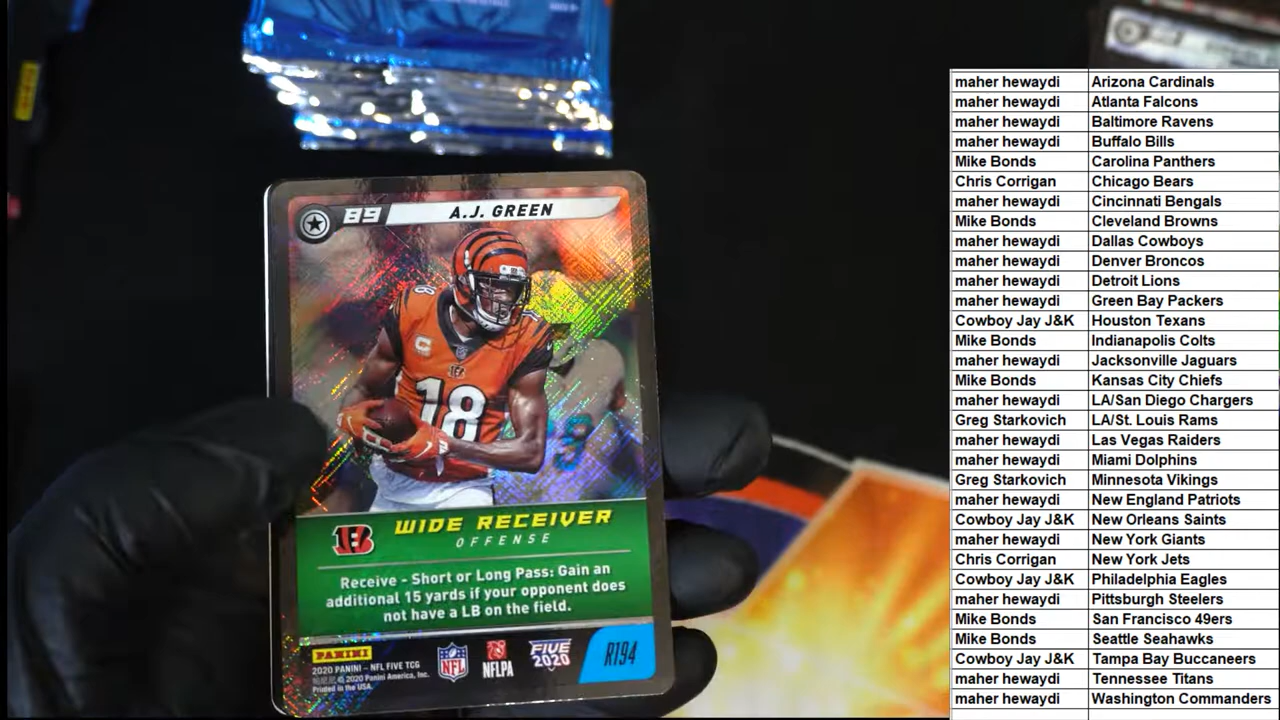 89 A.J. GREEN
18
18
C
WIDE RECEIVER
OFFENSE
Receive - Short or Long Pass: Gain an
additional 15 yards if your opponent does
not have a LB on the field.
PANINI
2020 PANINI – NFL FIVE TCG
© 2020 Panini America, Inc.
Printed in the USA.
NFL
NFLPA
FIVE
2020
R194
maher hewaydi Arizona Cardinals
maher hewaydi Atlanta Falcons
maher hewaydi Baltimore Ravens
maher hewaydi Buffalo Bills
Mike Bonds Carolina Panthers
Chris Corrigan Chicago Bears
maher hewaydi Cincinnati Bengals
Mike Bonds Cleveland Browns
maher hewaydi Dallas Cowboys
maher hewaydi Denver Broncos
maher hewaydi Detroit Lions
maher hewaydi Green Bay Packers
Cowboy Jay J&K Houston Texans
Mike Bonds Indianapolis Colts
maher hewaydi Jacksonville Jaguars
Mike Bonds Kansas City Chiefs
maher hewaydi LA/San Diego Chargers
Greg Starkovich LA/St. Louis Rams
maher hewaydi Las Vegas Raiders
maher hewaydi Miami Dolphins
Greg Starkovich Minnesota Vikings
maher hewaydi New England Patriots
Cowboy Jay J&K New Orleans Saints
maher hewaydi New York Giants
Chris Corrigan New York Jets
Cowboy Jay J&K Philadelphia Eagles
maher hewaydi Pittsburgh Steelers
Mike Bonds San Francisco 49ers
Mike Bonds Seattle Seahawks
Cowboy Jay J&K Tampa Bay Buccaneers
maher hewaydi Tennessee Titans
maher hewaydi Washington Commanders